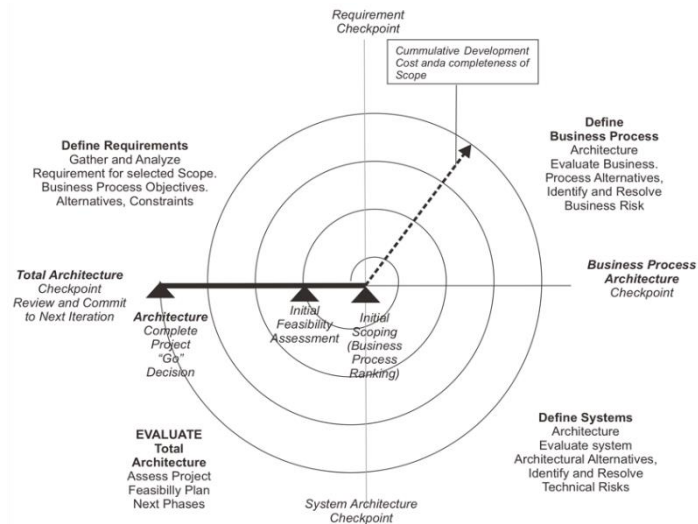 Requirement
Checkpoint
Cummulative Development
Cost anda completeness of
Scope
Define Requirements
Gather and Analyze
Requirement for selected Scope.
Business Process Objectives.
Alternatives, Constraints
Define
Business Process
Architecture
Evaluate Business.
Process Alternatives,
Identify and Resolve
Business Risk
Total Architecture
Checkpoint
Review and Commit
to Next Iteration
Architecture
Complete
Project
"Go"
Decision
Initial
Feasibility
Assessment
Initial
Scoping
(Business
Process
Ranking)
Business Process
Architecture
Checkpoint
EVALUATE
Total
Architecture
Assess Project
Feasibilly Plan
Next Phases
System Architecture
Checkpoint
Define Systems
Architecture
Evaluate system
Architectural Alternatives,
Identify and Resolve
Technical Risks